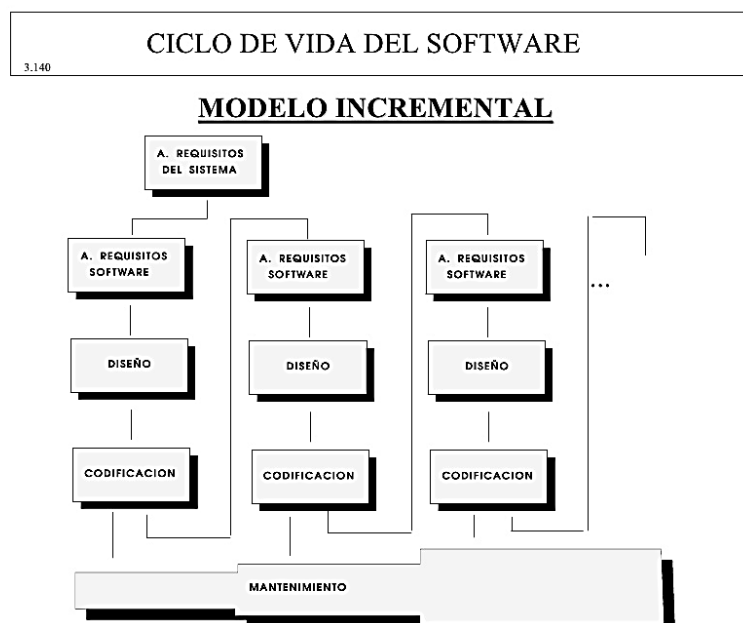 CICLO DE VIDA DEL SOFTWARE
3.140
MODELO INCREMENTAL
A. REQUISITOS
DEL SISTEMA
A. REQUISITOS
SOFTWARE
A. REQUISITOS
SOFTWARE
A. REQUISITOS
SOFTWARE
...
DISEÑO
DISEÑO
DISEÑO
CODIFICACION
CODIFICACION
CODIFICACION
MANTENIMIENTO